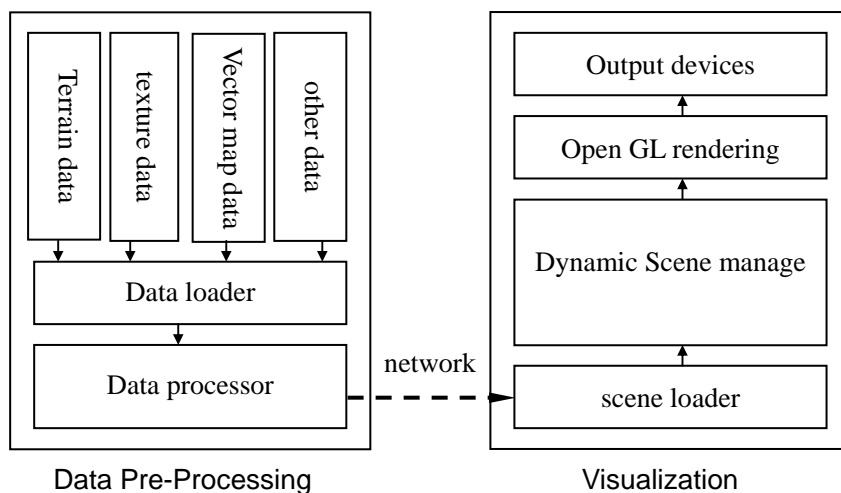 Terrain data
texture data
Vector map data
other data
Data loader
Data processor
Data Pre-Processing
network
Output devices
Open GL rendering
Dynamic Scene manage
scene loader
Visualization